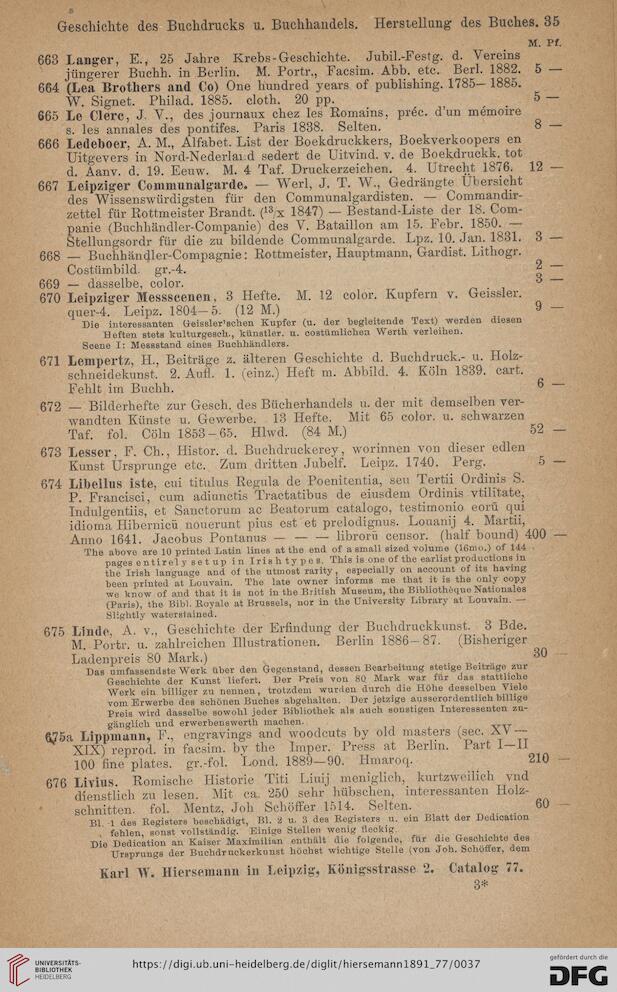 Geschichte des Buchdrucks u. Buchhandels. Herstellung des Buches. 35
M. Pf.
663 Langer, E., 25 Jahre Krebs-Geschichte. Jubil.-Festg. d. Vereins
jüngerer Buchh. in Berlin. M. Portr., Facsim. Abb. etc. Berl. 1882. 5 —
664 (Lea Brothers and Co) One hundred years of publishing. 1785—1885.
W. Signet. Philad. 1885. cloth. 20 pp. 5 —
665 Le Clerc, J. V., des journaux chez les Romains, préc. d'un mémoire
s. les annales des pontifes. Paris 1838. Selten. 8 —
666 Ledeboer, A. M., Alfabet. List der Boekdruckkers, Boekverkoopers en
Uitgevers in Nord-Nederland sedert de Uitvind. v. de Boekdruckk. tot
d. Aanv. d. 19. Eeuw. M. 4 Taf. Druckerzeichen. 4. Utrecht 1876. 12 —
667 Leipziger Communalgarde. — Werl, J. T. W., Gedrängte Übersicht
des Wissenswürdigsten für den Communalgardisten. — Commandir-
zettel für Rottmeister Brandt. (13/x 1847) — Bestand-Liste der 18. Com-
panie (Buchhändler-Companie) des V. Bataillon am 15. Febr. 1850. —
Stellungsordr für die zu bildende Communalgarde. Lpz. 10. Jan. 1831. 3 —
668 — Buchhändler-Compagnie: Rottmeister, Hauptmann, Gardist. Lithogr.
Costümbild. gr.-4. 2 —
669 — dasselbe, color. 3 —
670 Leipziger Messscenen, 3 Hefte. M. 12 color. Kupfern v. Geissler.
quer-4. Leipz. 1804—5. (12 M.) 9 —
Die interessanten Geissler'schen Kupfer (u. der begleitende Text) werden diesen
Heften stets kulturgesch., künstler. u. costümlichen Werth verleihen.
Scene I: Messstand eines Buchhändlers.
671 Lempertz, H., Beiträge z. älteren Geschichte d. Buchdruck.- u. Holz-
schneidekunst. 2. Aufl. 1. (einz.) Heft m. Abbild. 4. Köln 1839. cart.
Fehlt im Buchh. 6 —
672 — Bilderhefte zur Gesch. des Bücherhandels u. der mit demselben ver-
wandten Künste u. Gewerbe. 13 Hefte. Mit 65 color. u. schwarzen
Taf. fol. Cöln 1853—65. Hlwd. (84 M.) 52 —
673 Lesser, F. Ch., Histor. d. Buchdruckerey, worinnen von dieser edlen
Kunst Ursprunge etc. Zum dritten Jubelf. Leipz. 1740. Perg. 5 —
674 Libellus iste, cui titulus Regula de Poenitentia, seu Tertii Ordinis S.
P. Francisci, cum adiunctis Tractatibus de eiusdem Ordinis vtilitate,
Indulgentiis, et Sanctorum ac Beatorum catalogo, testimonio eorū qui
idioma Hibernicū nouerunt pius est et prelodignus. Louanij 4. Martii,
Anno 1641. Jacobus Pontanus — — — librorū censor. (half bound) 400 —
The above are 10 printed Latin lines at the end of a small sized volume (16mo.) of 144
pages entirely set up in Irish types. This is one of the earlist productions in
the Irish language and of the utmost rarity, especially on account of its having
been printed at Louvain. The late owner informs me that it is the only copy
we know of and that it is not in the British Museum, the Bibliothèque Nationales
(Paris), the Bibl. Royale at Brussels, nor in the University Library at Louvain. —
Slightly waterstained.
675 Linde, A. v., Geschichte der Erfindung der Buchdruckkunst. 3 Bde.
M. Portr. u. zahlreichen Illustrationen. Berlin 1886—87. (Bisheriger
Ladenpreis 80 Mark.) 30 —
Das umfassendste Werk über den Gegenstand, dessen Bearbeitung stetige Beiträge zur
Geschichte der Kunst liefert. Der Preis von 80 Mark war für das stattliche
Werk ein billiger zu nennen, trotzdem wurden durch die Höhe desselben Viele
vom Erwerbe des schönen Buches abgehalten. Der jetzige ausserordentlich billige
Preis wird dasselbe sowohl jeder Bibliothek als auch sonstigen Interessenten zu-
gänglich und erwerbenswerth machen.
675a Lippmann, F., engravings and woodcuts by old masters (sec. XV—
XIX) reprod. in facsim. by the Imper. Press at Berlin. Part I—II
100 fine plates. gr.-fol. Lond. 1889—90. Hmaroq. 210 —
676 Livius. Romische Historie Titi Liuij meniglich, kurtzweilich vnd
dienstlich zu lesen. Mit ca. 250 sehr hübschen, interessanten Holz-
schnitten. fol. Mentz, Joh Schöffer 1514. Selten. 60 —
Bl. 1 des Registers beschädigt, Bl. 2 u. 3 des Registers u. ein Blatt der Dedication
fehlen, sonst vollständig. Einige Stellen wenig fleckig.
Die Dedication an Kaiser Maximilian enthält die folgende, für die Geschichte des
Ursprungs der Buchdruckerkunst höchst wichtige Stelle (von Joh. Schöffer, dem
Karl W. Hiersemann in Leipzig, Königsstrasse 2. Catalog 77.
3*
UNIVERSITÄTS-
BIBLIOTHEK
HEIDELBERG
https://digi.ub.uni-heidelberg.de/diglit/hiersemann1891_77/0037
gefördert durch die
DFG